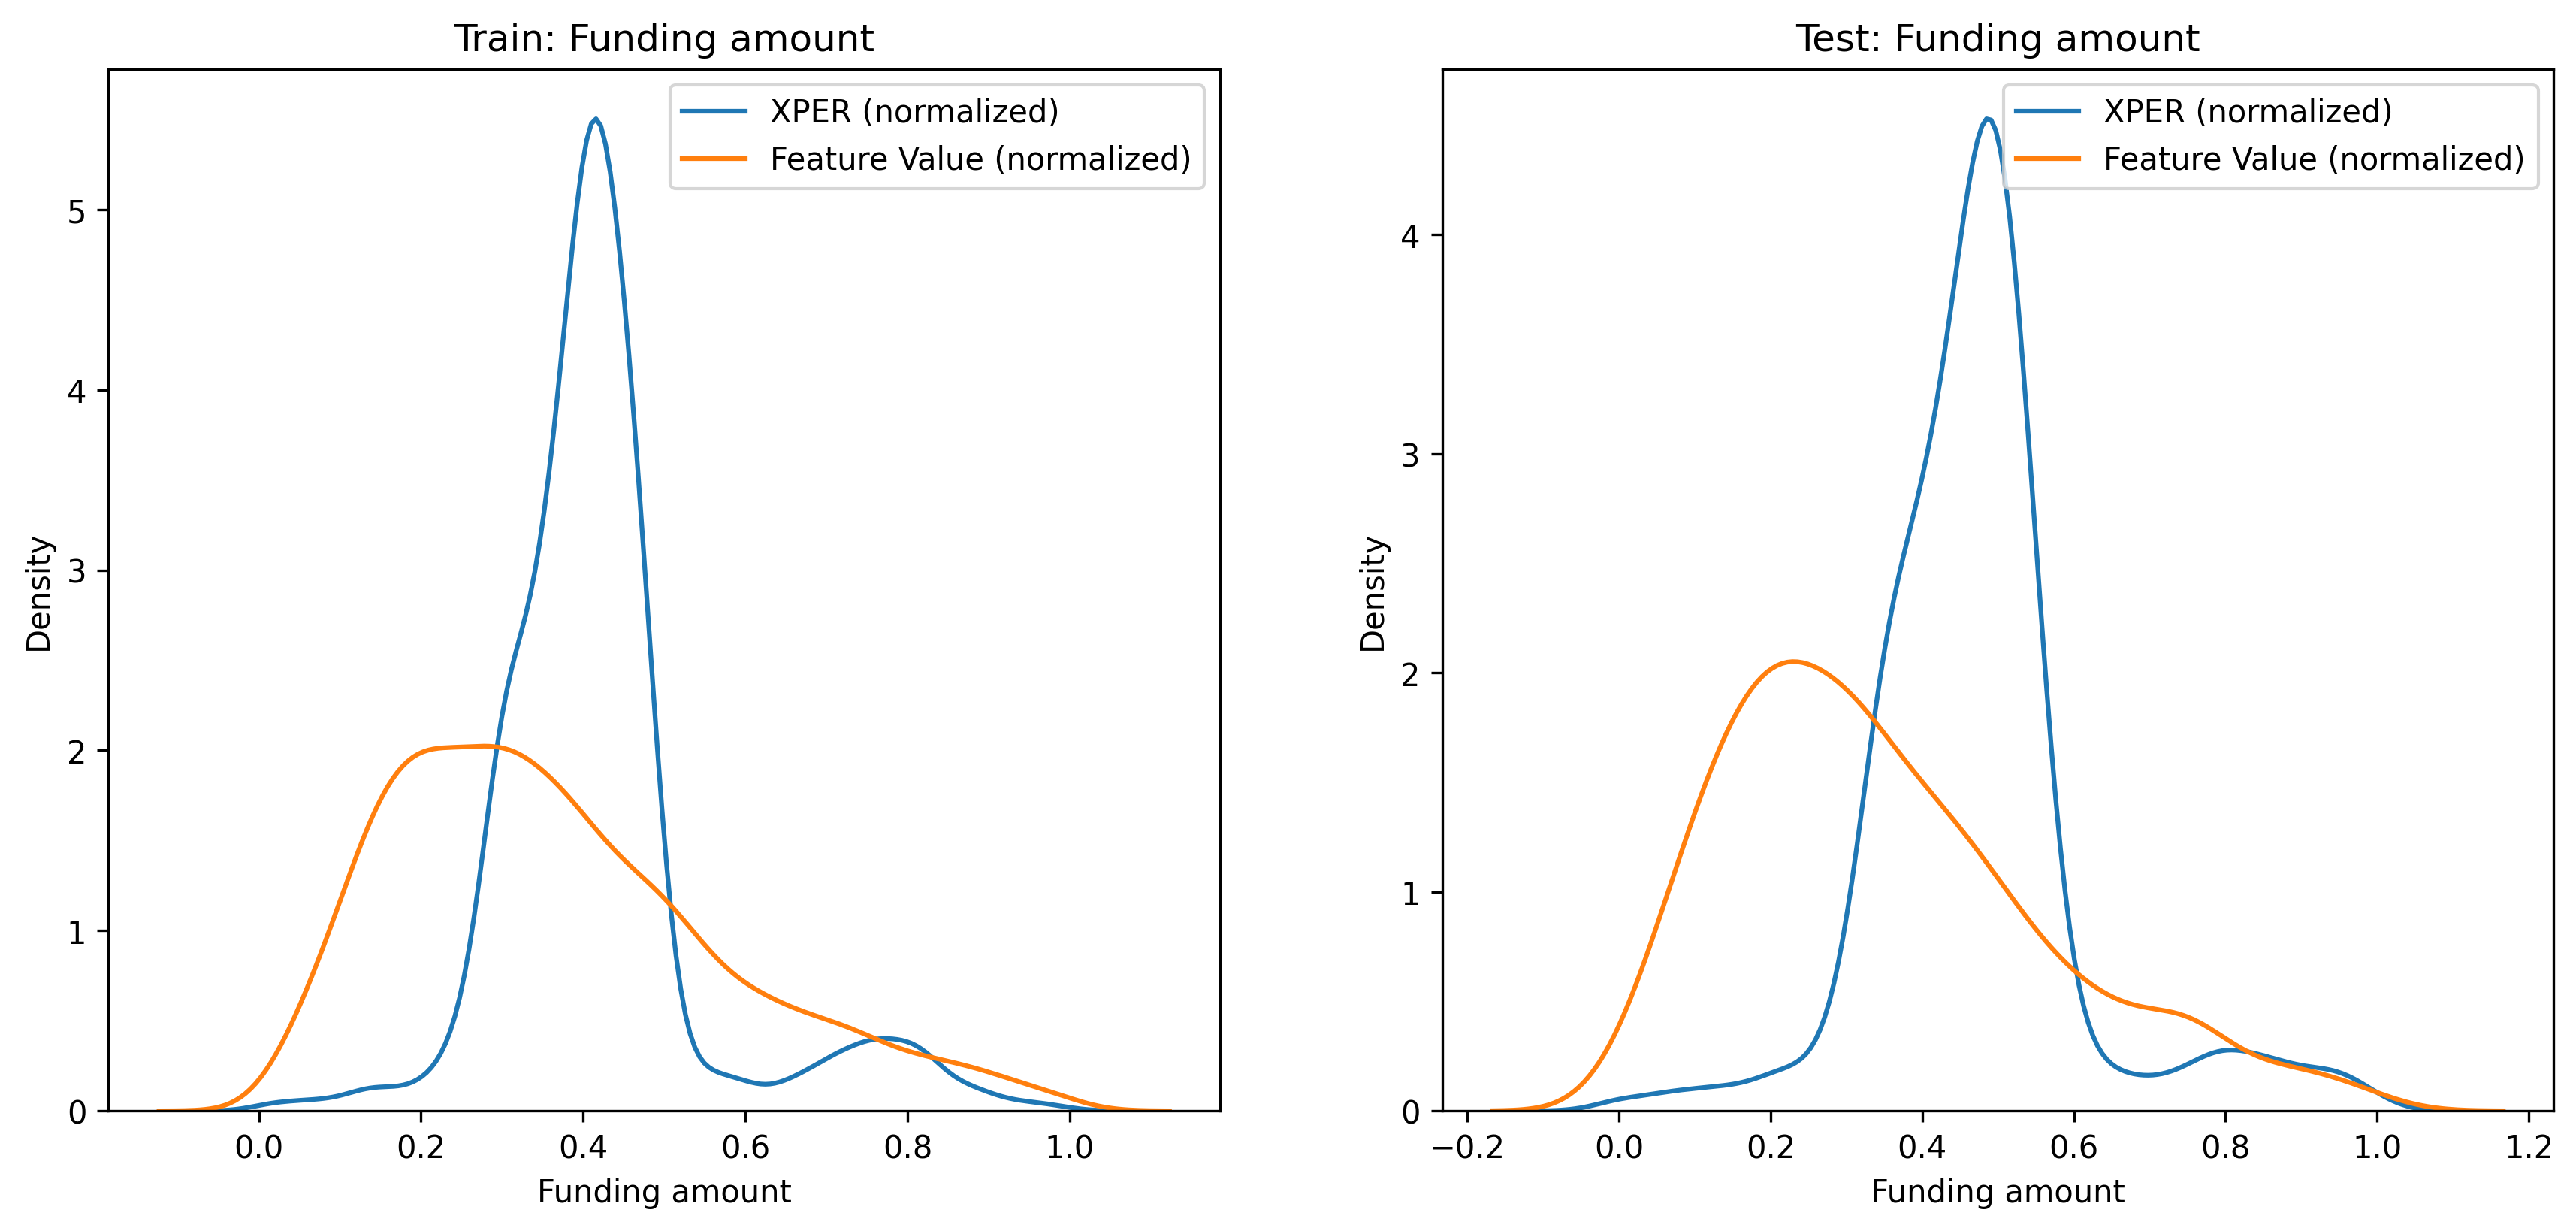 Train: Funding amount
XPER (normalized)
Feature Value (normalized)
Density
5
4
3
2
1
0
0.0 0.2 0.4 0.6 0.8 1.0
Funding amount
Test: Funding amount
XPER (normalized)
Feature Value (normalized)
Density
4
3
2
1
0
−0.2 0.0 0.2 0.4 0.6 0.8 1.0 1.2
Funding amount